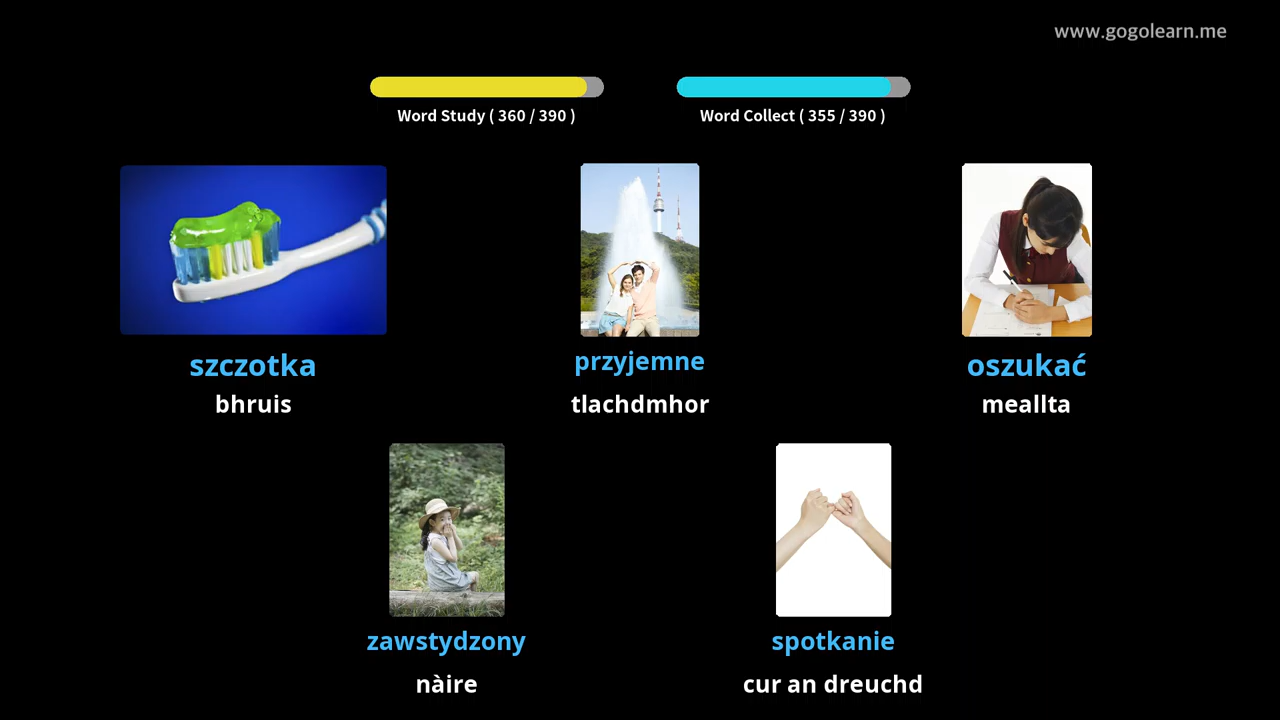 www.gogolearn.me
Word Study ( 360 / 390 )
Word Collect ( 355 / 390 )
szczotka
bhruis
przyjemne
tlachdmhor
oszukać
meallta
zawstydzony
nàire
spotkanie
cur an dreuchd